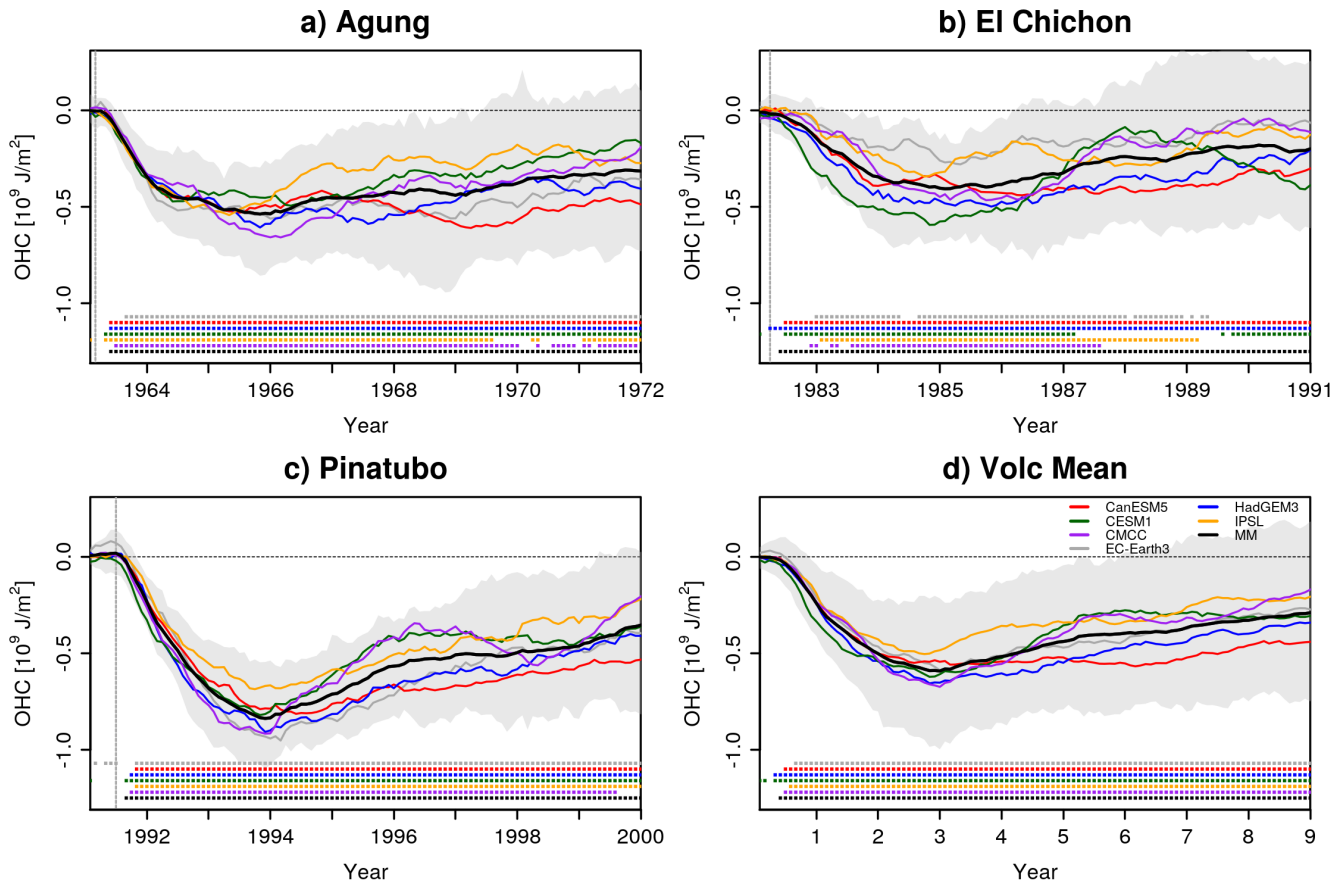 a) Agung
OHC [10⁹ J/m²]
0.0
-0.5
-1.0
1964 1966 1968 1970 1972
Year
b) El Chichon
OHC [10⁹ J/m²]
0.0
-0.5
-1.0
1983 1985 1987 1989 1991
Year
c) Pinatubo
OHC [10⁹ J/m²]
0.0
-0.5
-1.0
1992 1994 1996 1998 2000
Year
d) Volc Mean
OHC [10⁹ J/m²]
0.0
-0.5
-1.0
CanESM5 HadGEM3
CESM1 IPSL
CMCC MM
EC-Earth3
1 2 3 4 5 6 7 8 9
Year